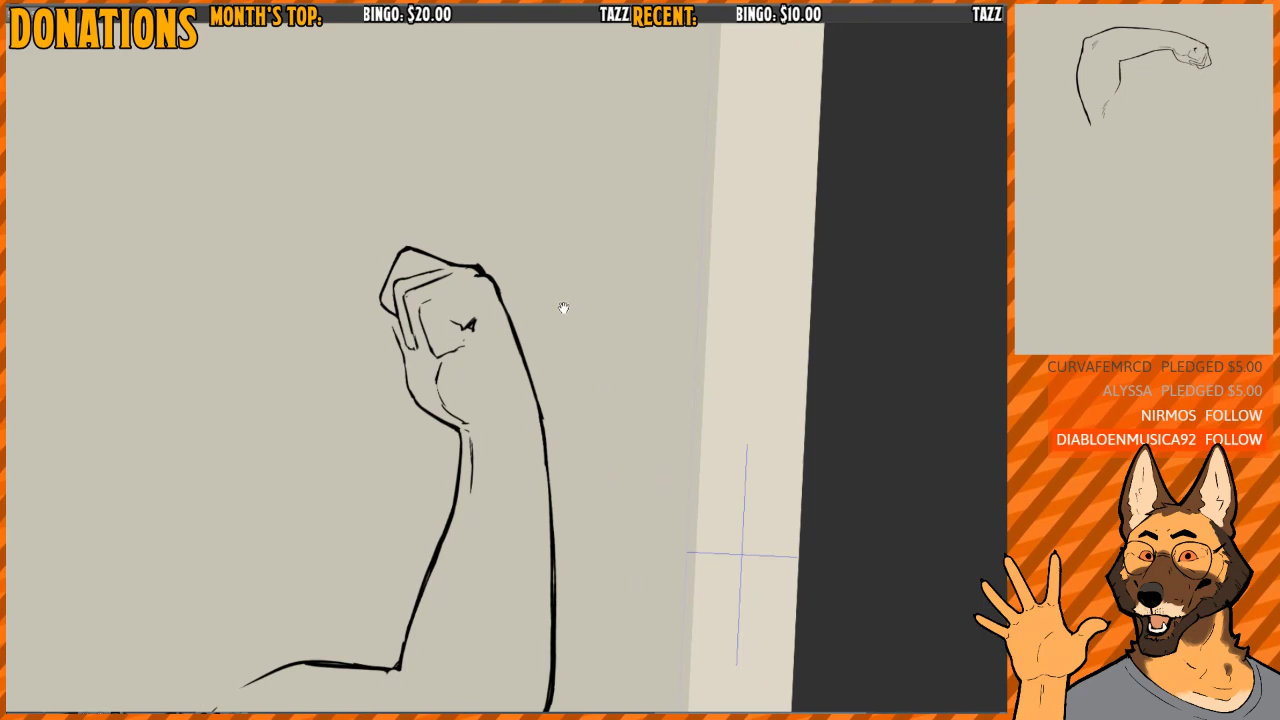 DONATIONS
MONTH'S TOP: BINGO: $20.00 TAZZ
RECENT: BINGO: $10.00 TAZZ
CURVAFEMRCD PLEDGED $5.00
ALYSSA PLEDGED $5.00
NIRMOS FOLLOW
DIABLOENMUSICA92 FOLLOW